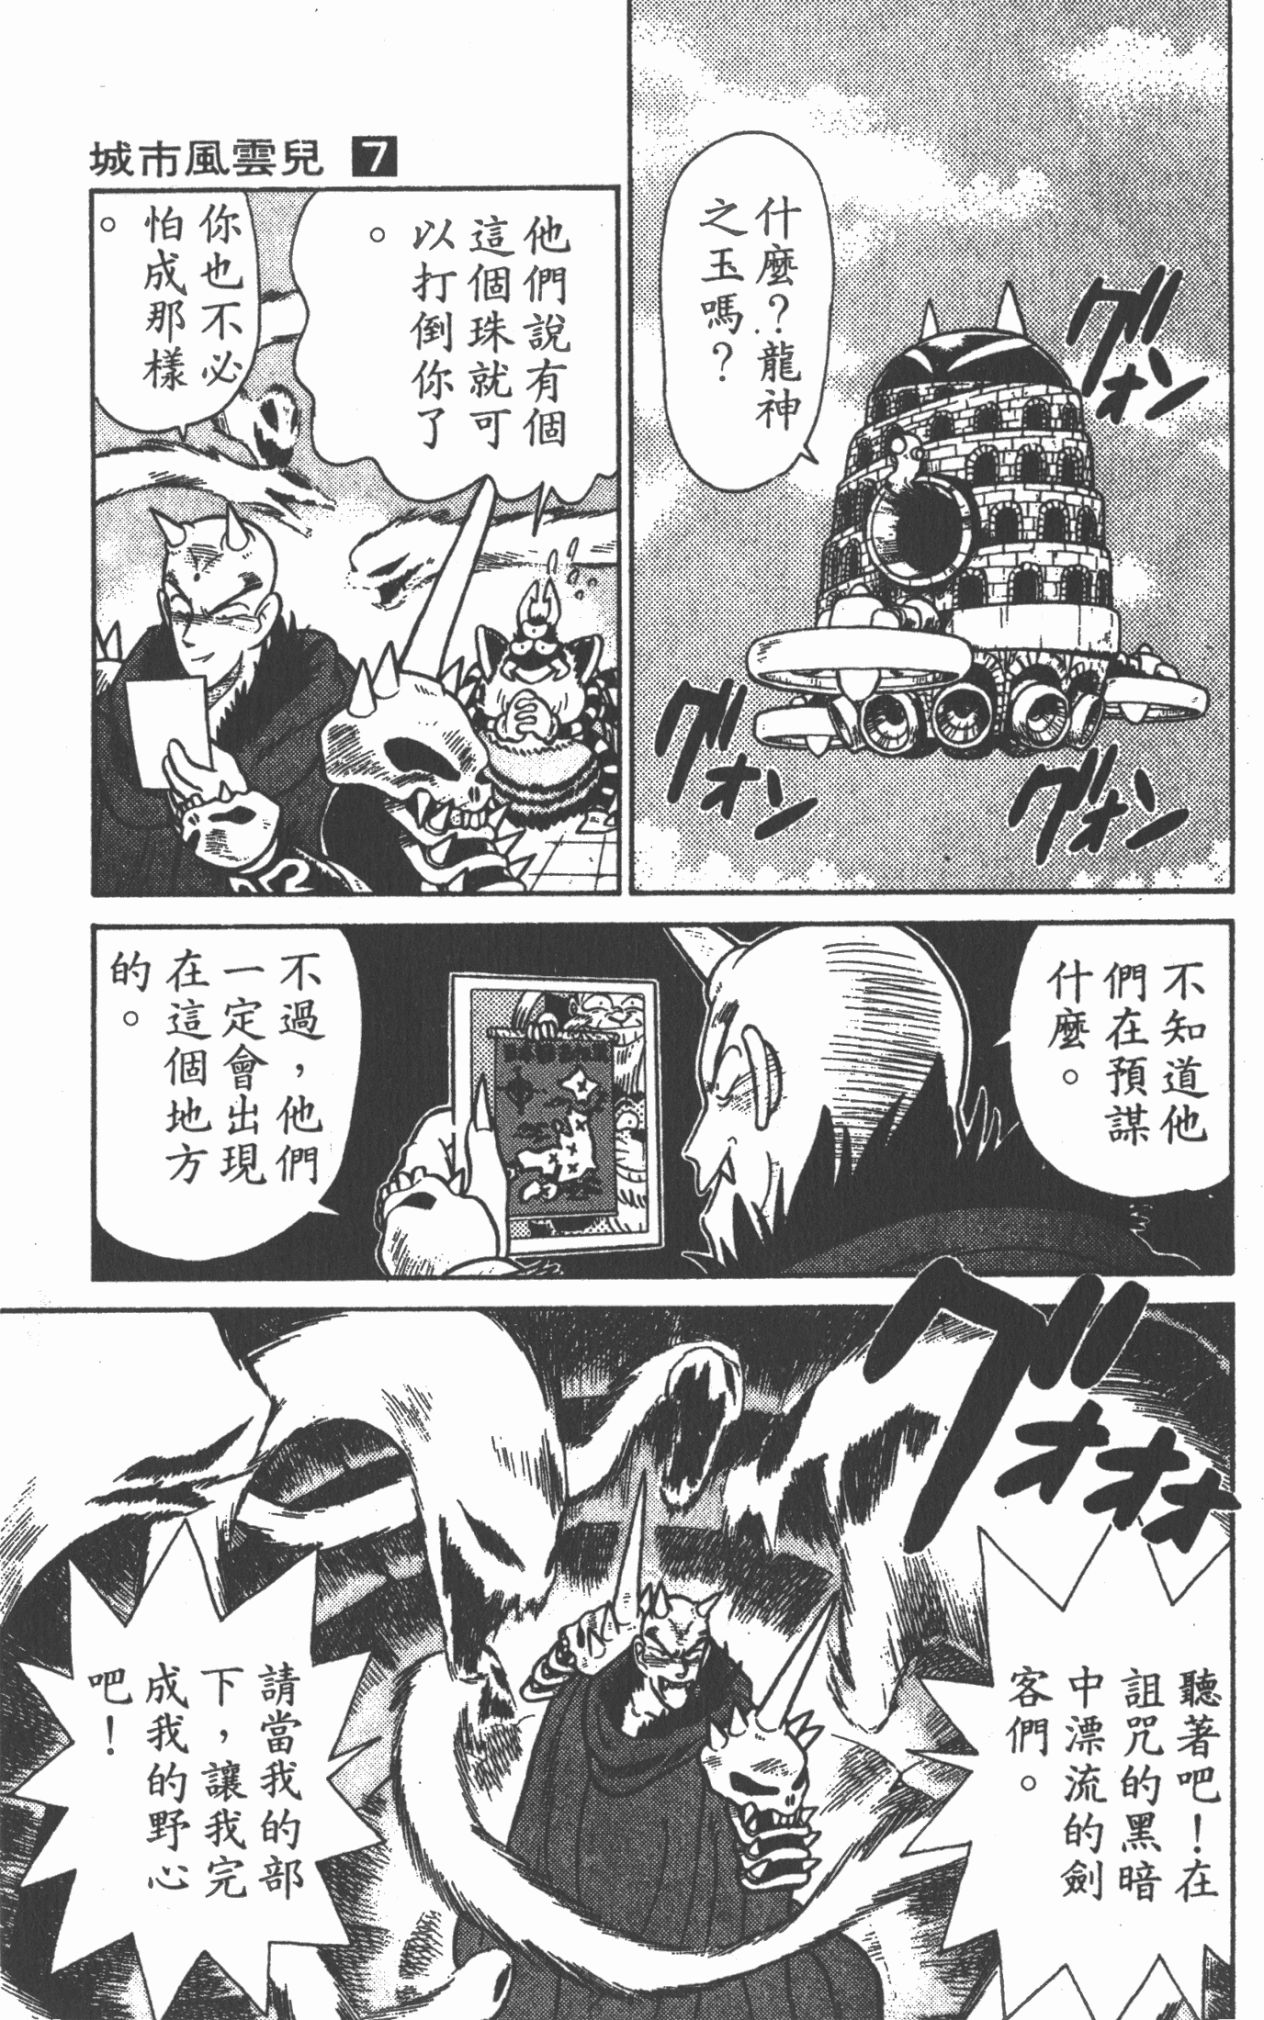 城市風雲兒 7
什麼？龍神
之玉嗎？
グオン
グオン
グオン
他們說有個
這個珠就可
以打倒你了
。
你也不必
怕成那樣
。
不知道他
們在預謀
什麼。
不過，他們
一定會出現
在這個地方
的。
グオオオ
聽著吧！在
詛咒的黑暗
中漂流的劍
客們。
請當我的部
下，讓我完
成我的野心
吧！